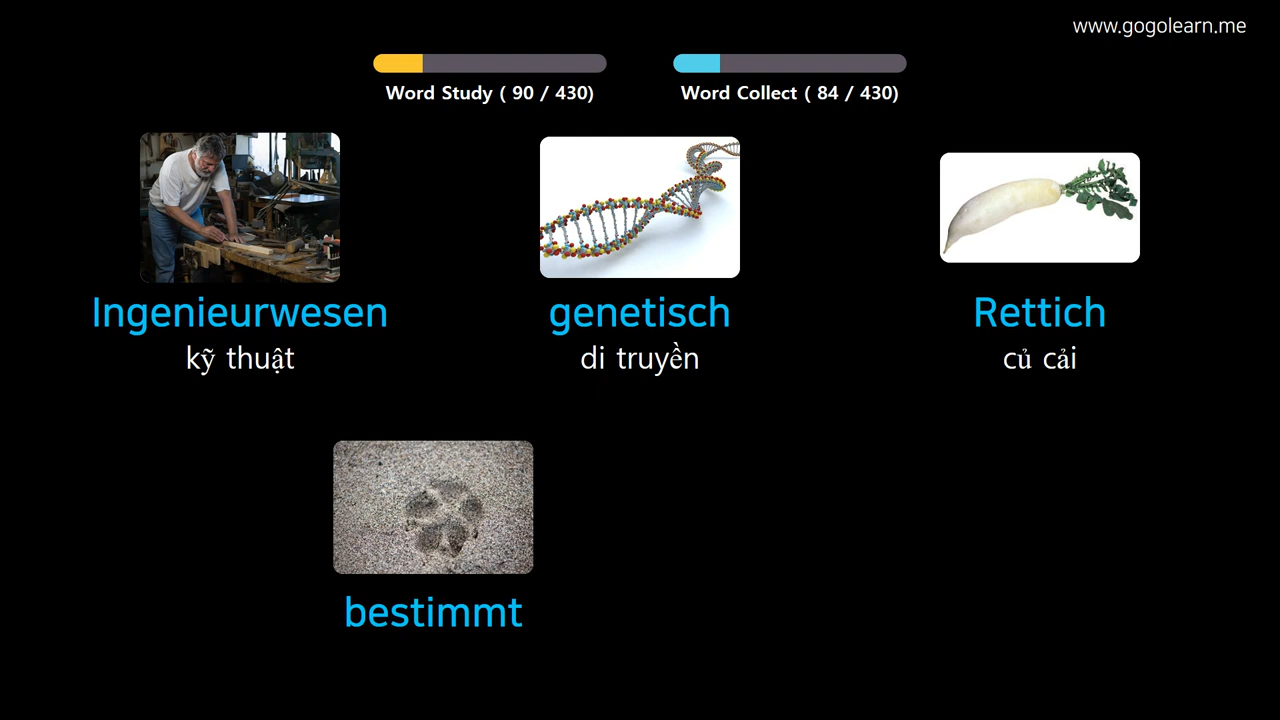 www.gogolearn.me
Word Study ( 90 / 430)
Word Collect ( 84 / 430)
Ingenieurwesen
kỹ thuật
genetisch
di truyền
Rettich
củ cải
bestimmt